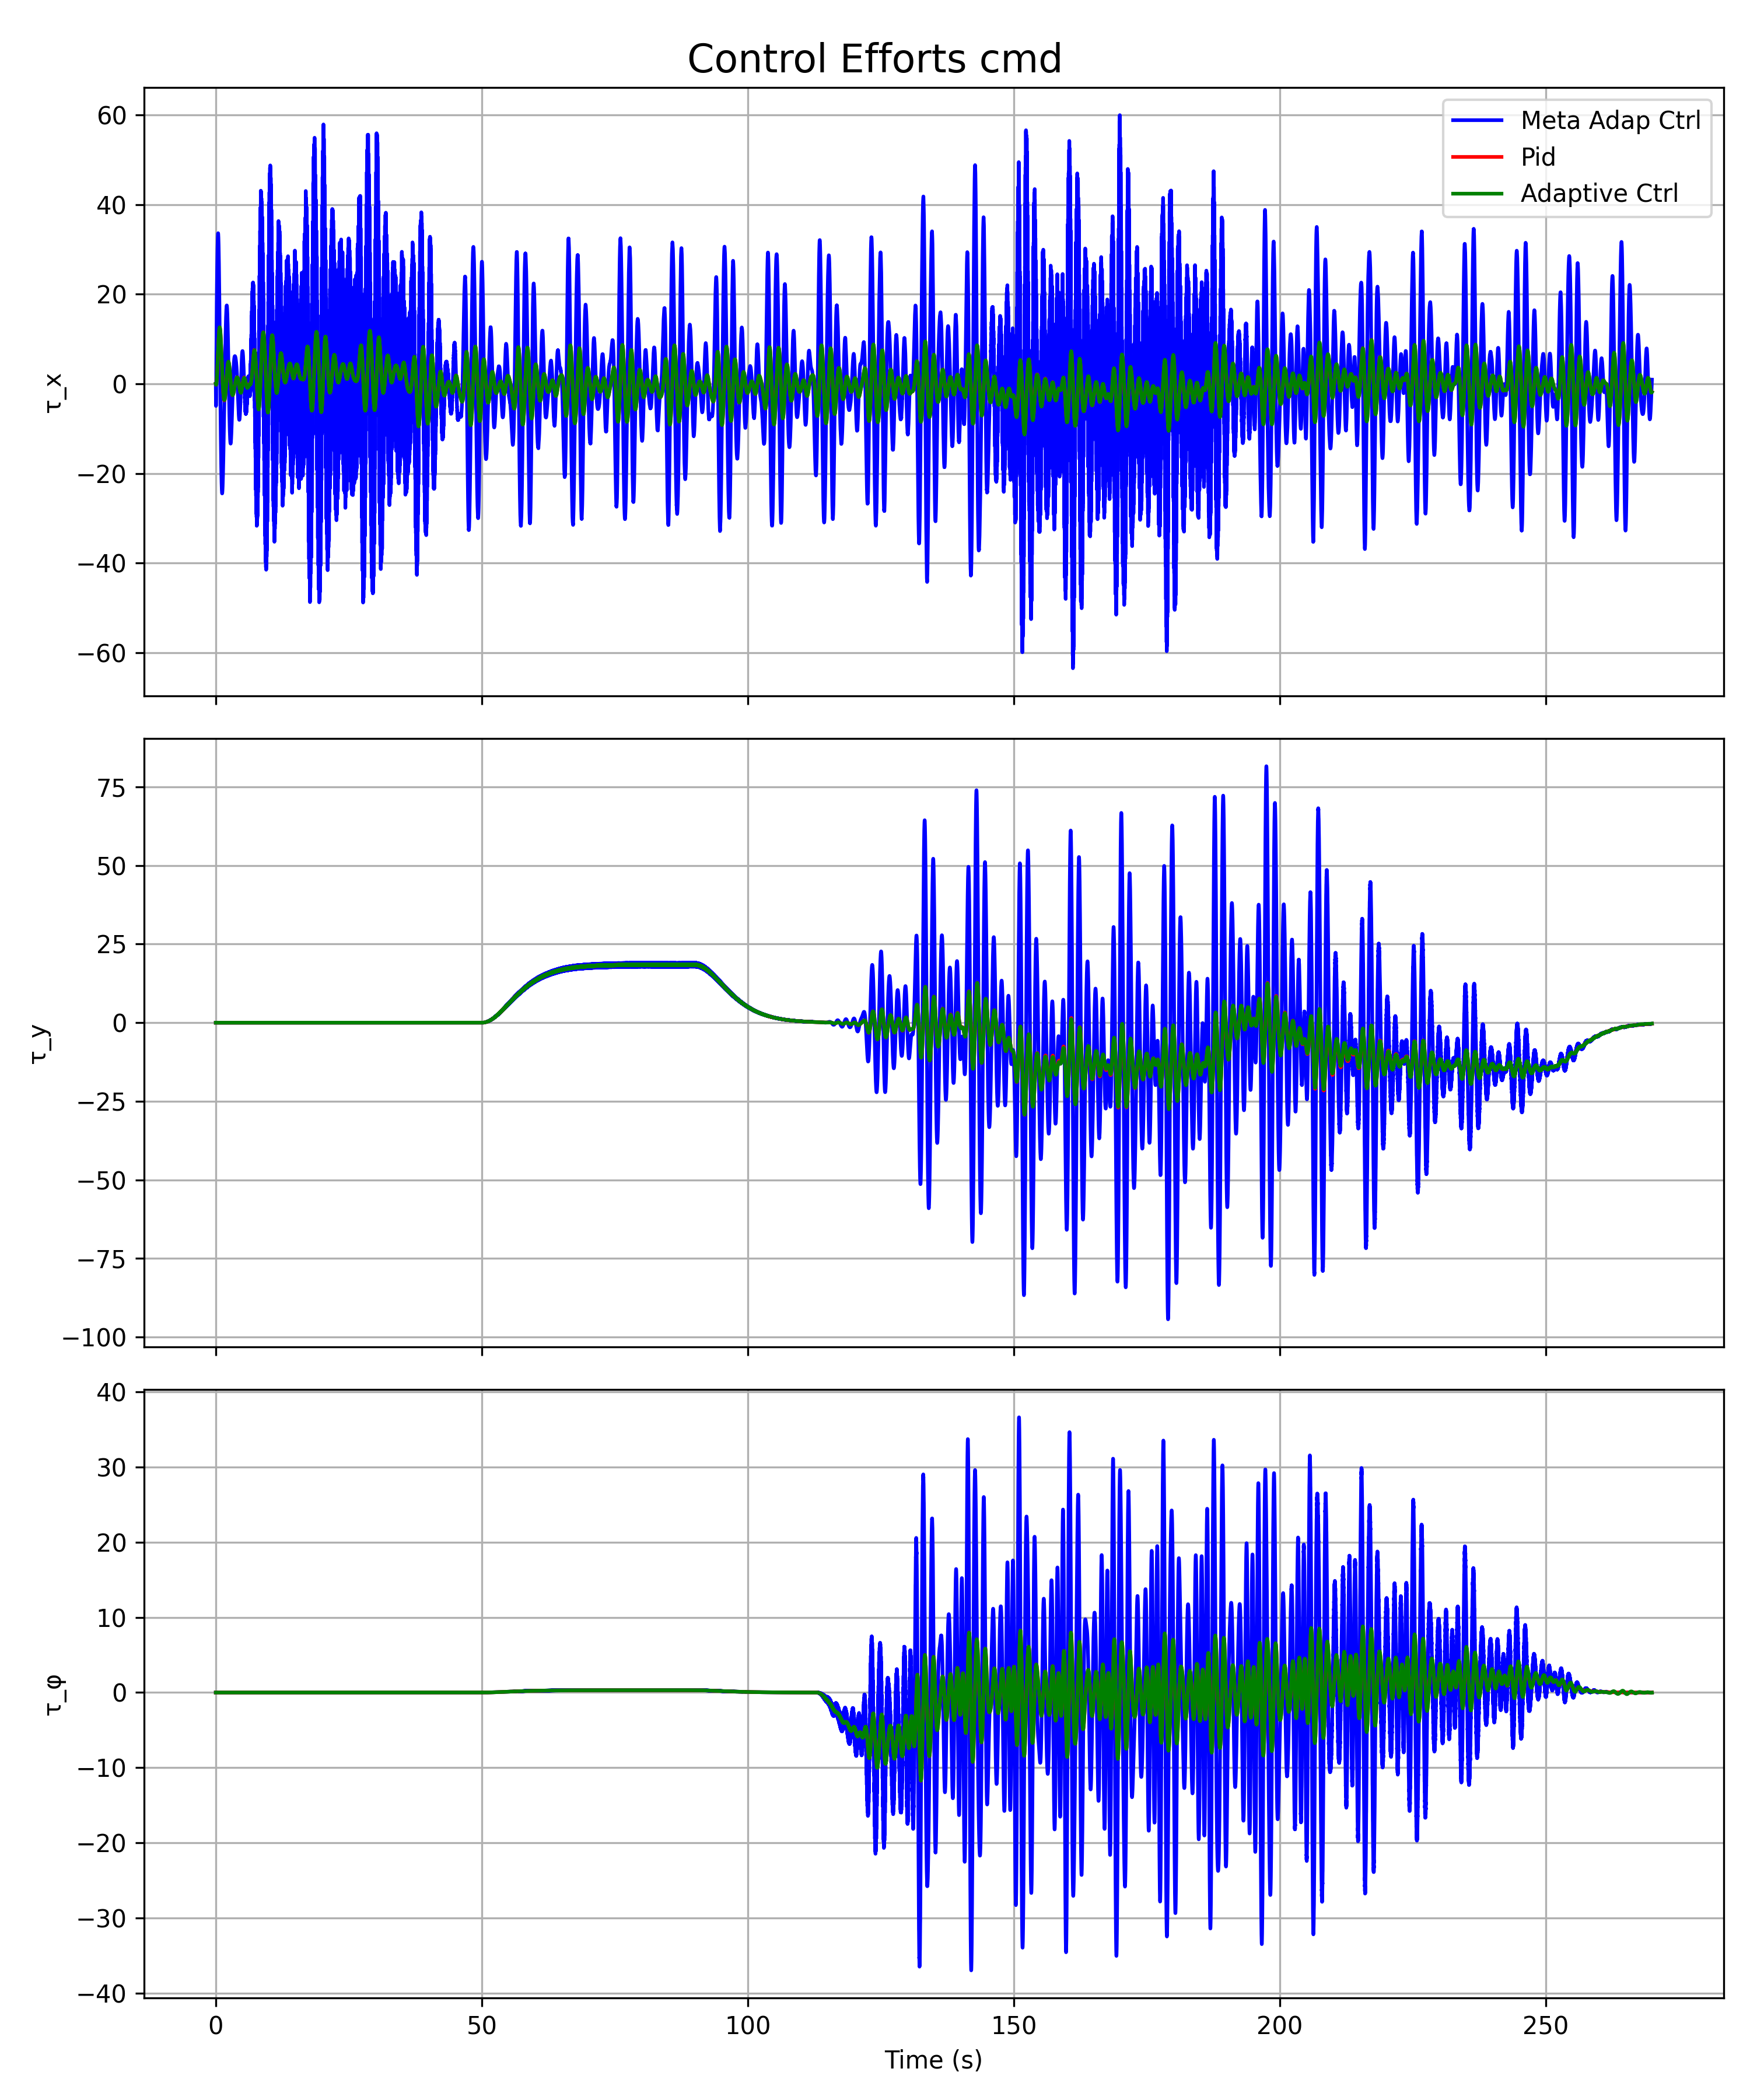 Control Efforts cmd
60
40
20
0
−20
−40
−60
τ_x
Meta Adap Ctrl
Pid
Adaptive Ctrl
75
50
25
0
−25
−50
−75
−100
τ_y
40
30
20
10
0
−10
−20
−30
−40
τ_φ
0 50 100 150 200 250
Time (s)